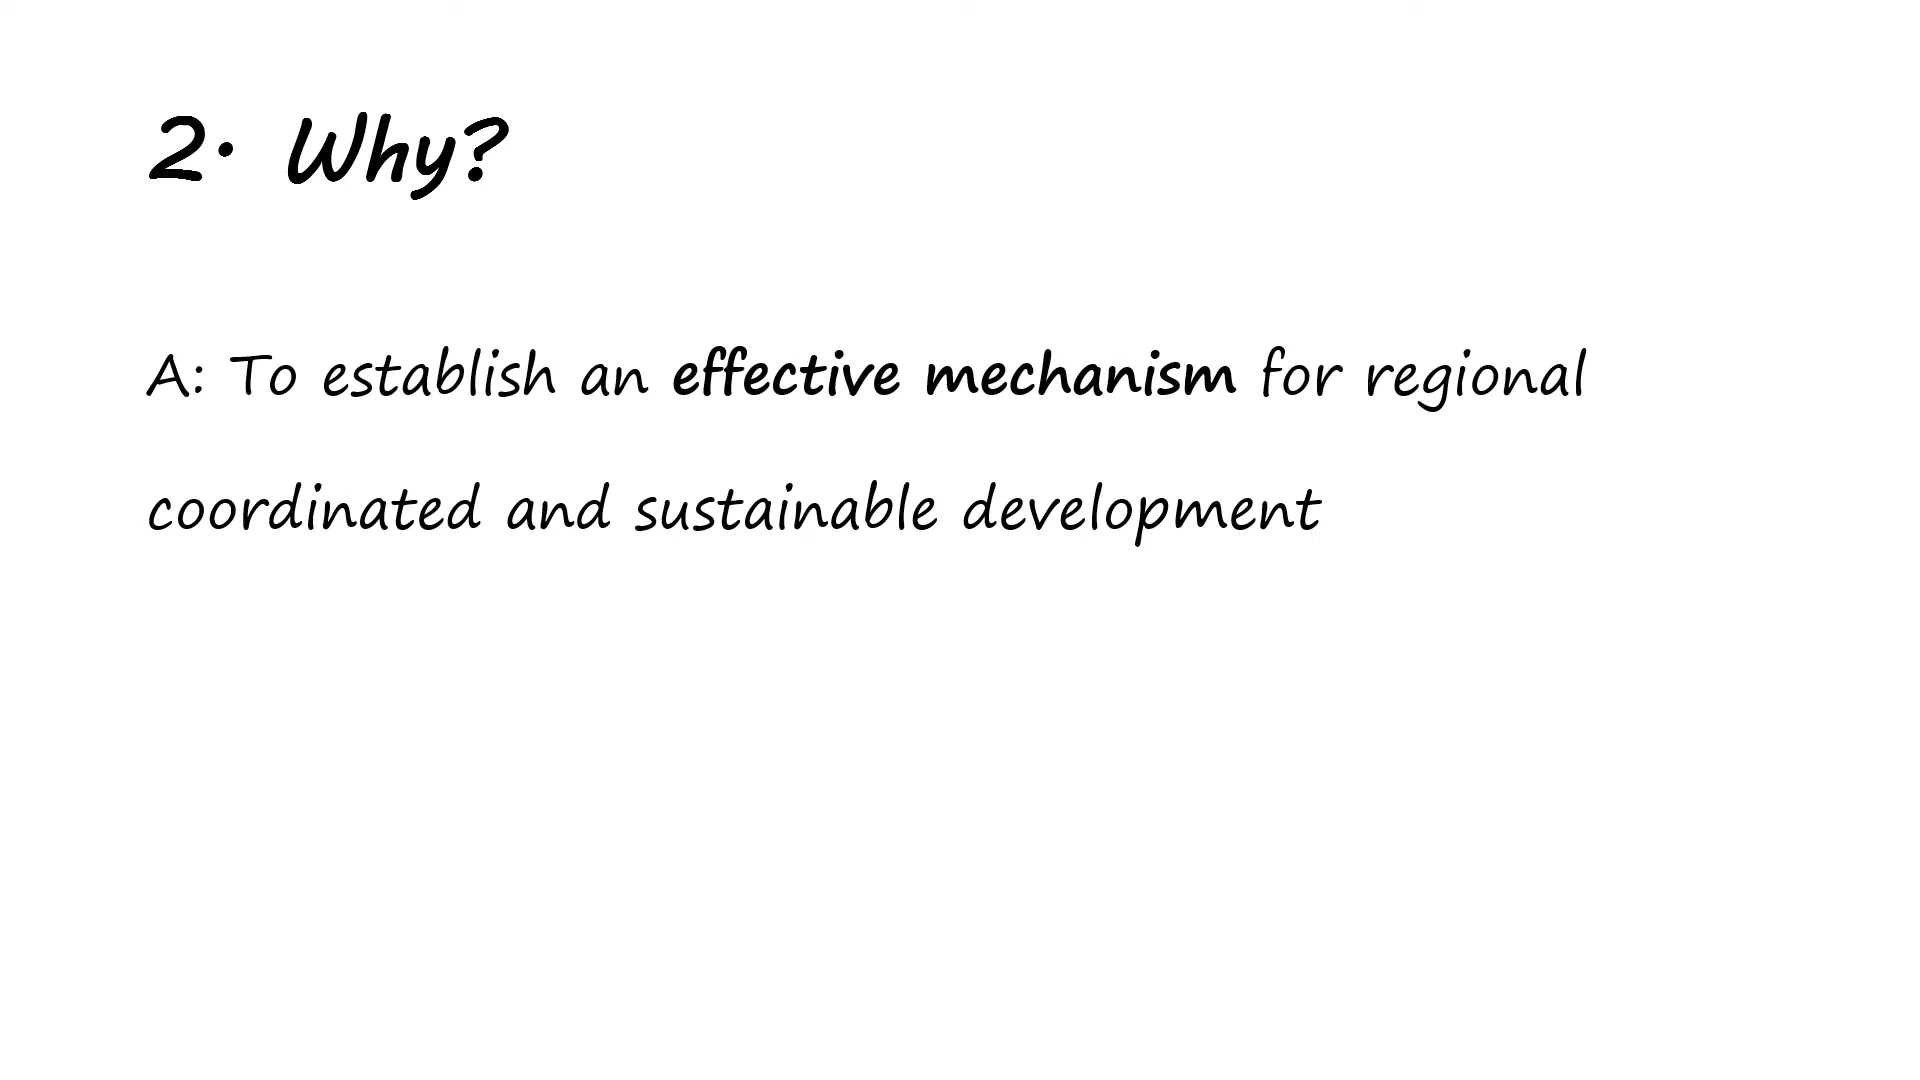 2. Why?
A: To establish an effective mechanism for regional
coordinated and sustainable development